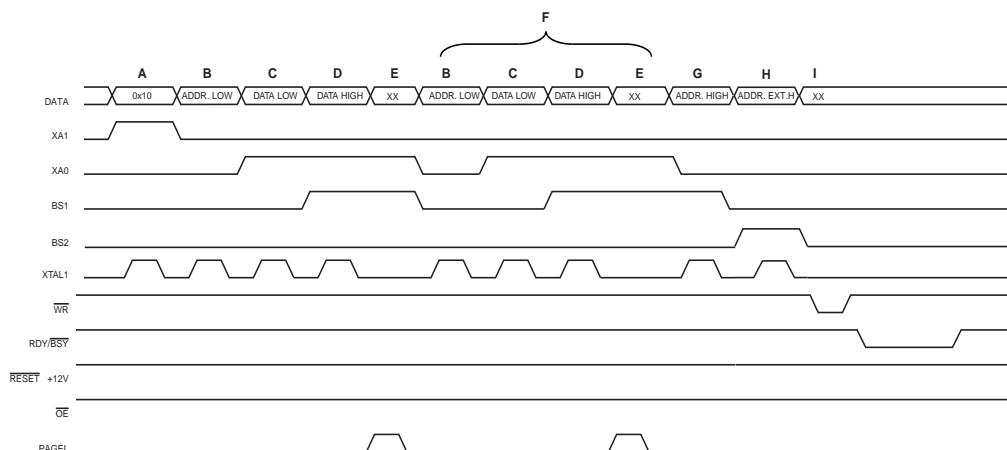 F
A B C D E B C D E G H I
DATA 0x10 ADDR. LOW DATA LOW DATA HIGH XX ADDR. LOW DATA LOW DATA HIGH XX ADDR. HIGH ADDR. EXT.H XX
XA1
XA0
BS1
BS2
XTAL1
WR
RDY/BSY
RESET +12V
OE
PAGEL